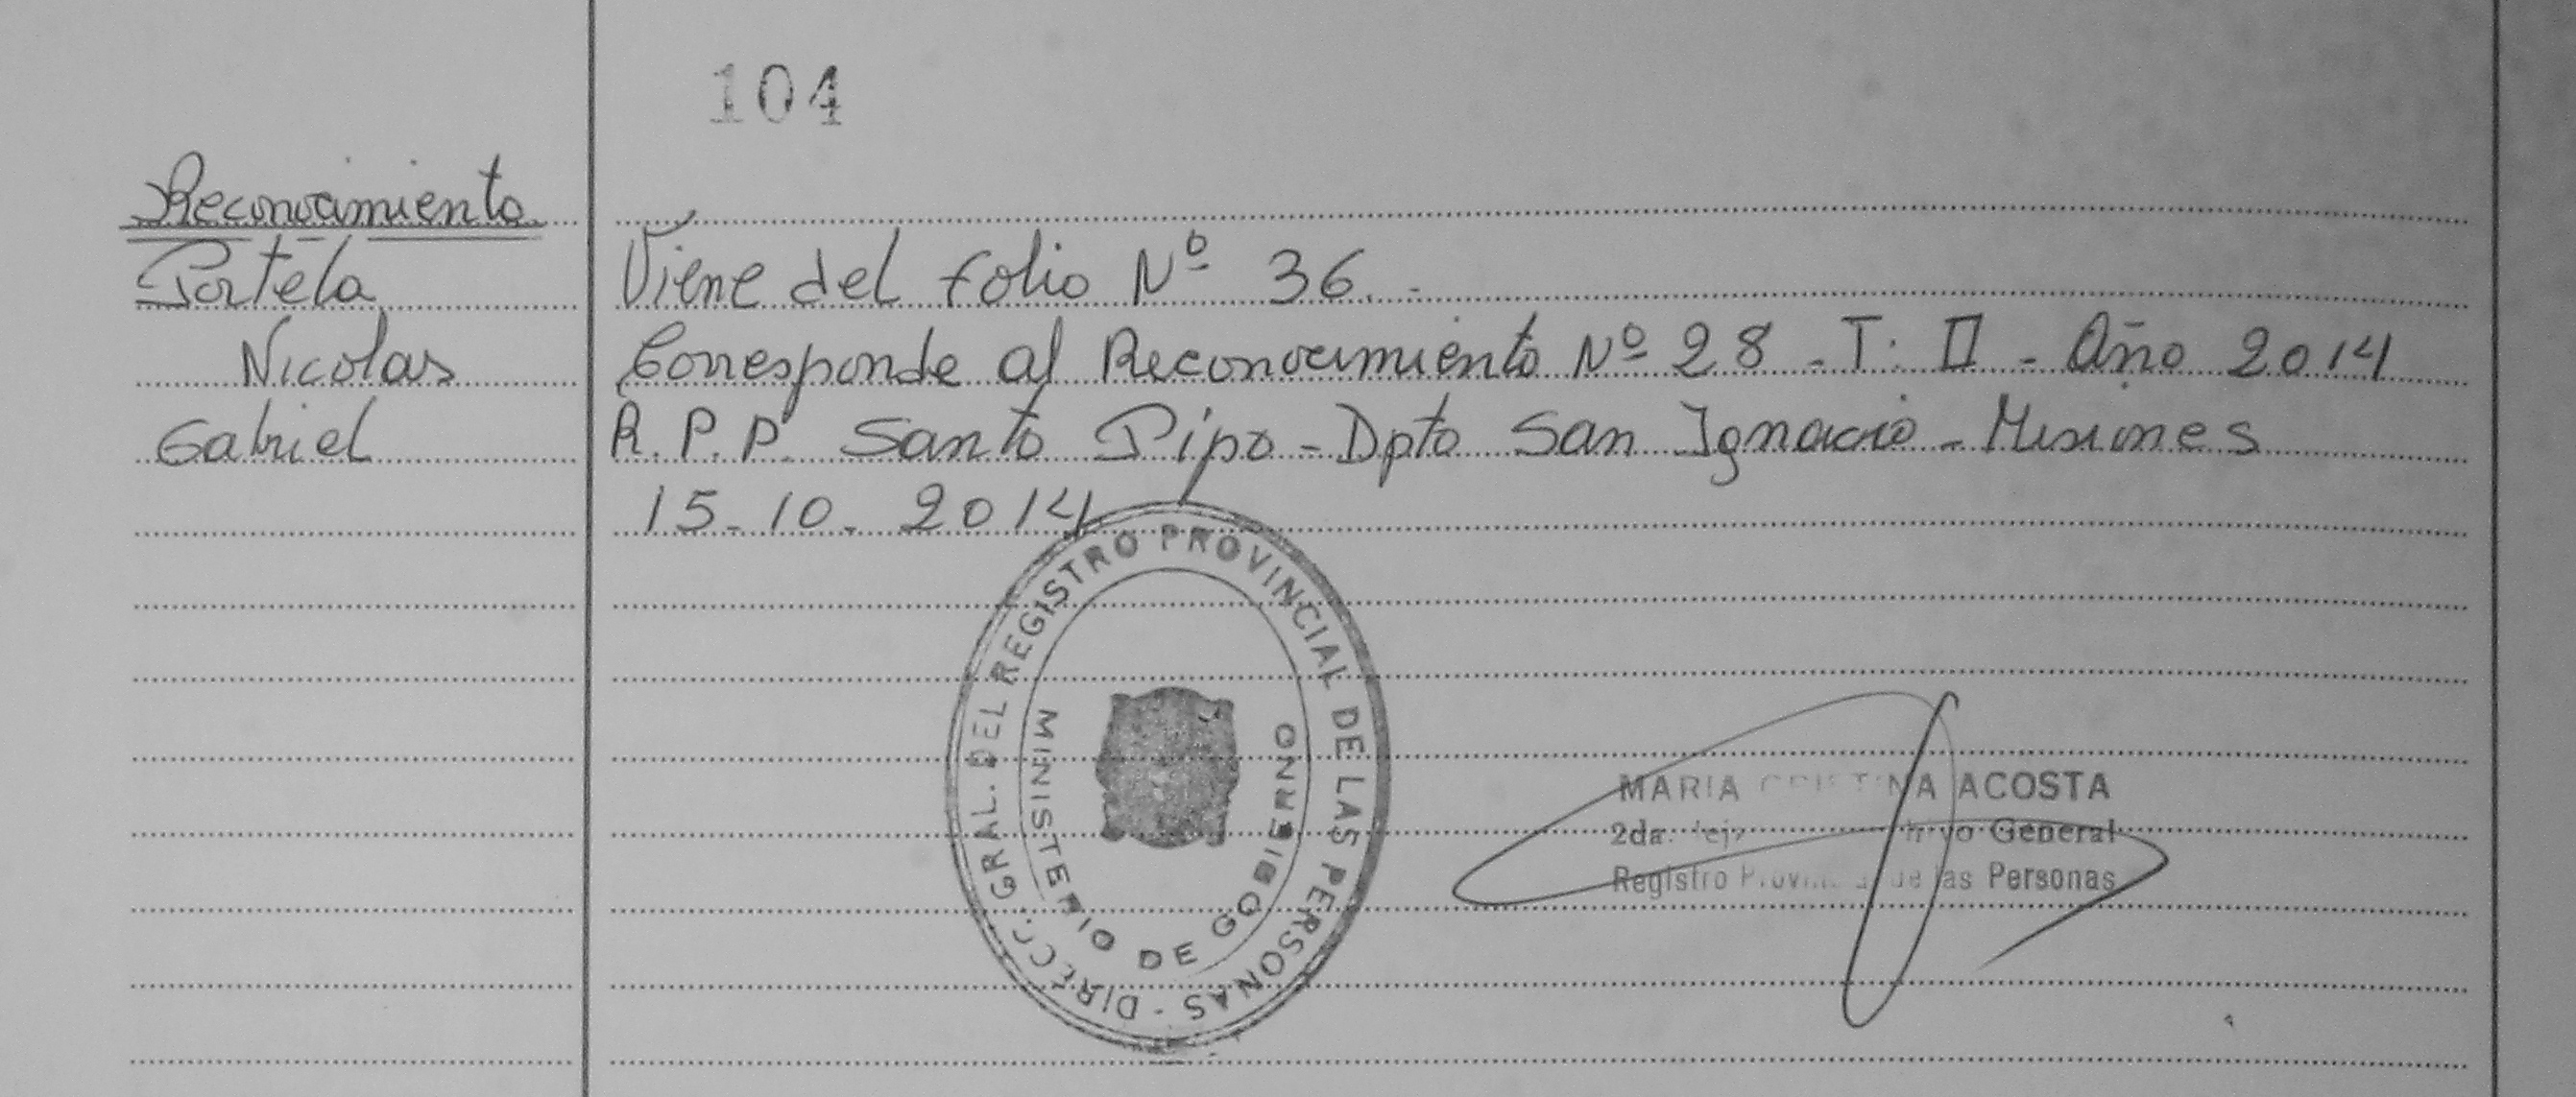 104
Reconocimiento
Portela
Nicolas
Gabriel
Viene del folio Nº 36.-
Corresponde al Reconocimiento Nº 28 - T: II - Año 2014
R.P.P. Santo Pipo - Dpto San Ignacio - Misiones
15-10-2014
DIRECC. GRAL. DEL REGISTRO PROVINCIAL DE LAS PERSONAS -
MINISTERIO DE GOBIERNO
MARIA CRISTINA ACOSTA
2da. General
Registro Provincial de las Personas